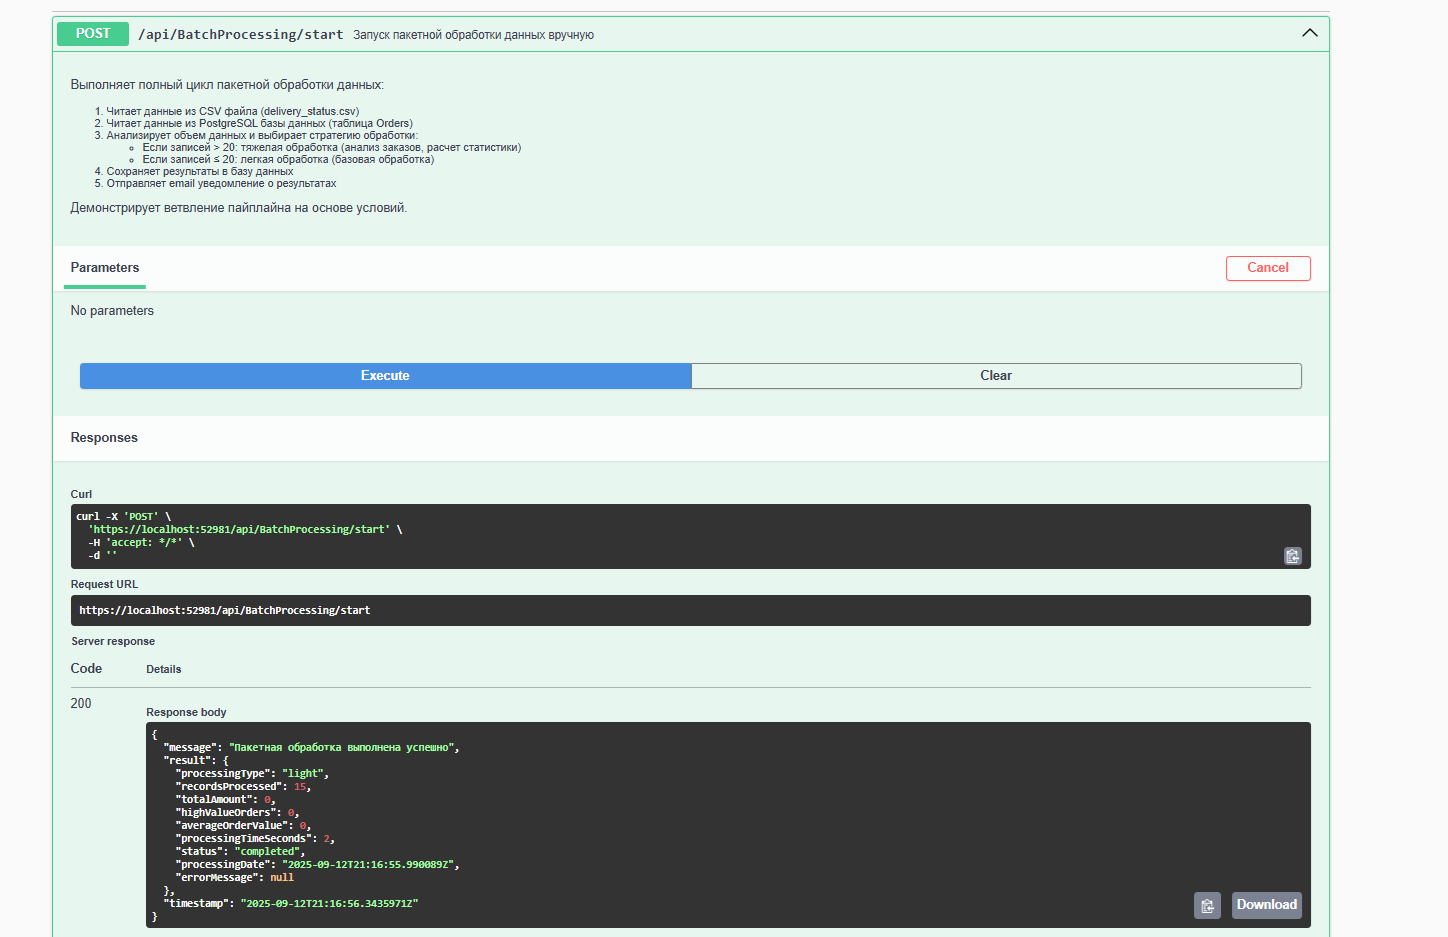 POST /api/BatchProcessing/start Запуск пакетной обработки данных вручную
Выполняет полный цикл пакетной обработки данных:
1. Читает данные из CSV файла (delivery_status.csv)
2. Читает данные из PostgreSQL базы данных (таблица Orders)
3. Анализирует объем данных и выбирает стратегию обработки:
Если записей > 20: тяжелая обработка (анализ заказов, расчет статистики)
Если записей ≤ 20: легкая обработка (базовая обработка)
4. Сохраняет результаты в базу данных
5. Отправляет email уведомление о результатах
Демонстрирует ветвление пайплайна на основе условий.
Parameters
Cancel
No parameters
Execute
Clear
Responses
Curl
curl -X 'POST' \
'https://localhost:52981/api/BatchProcessing/start' \
-H 'accept: */*' \
-d ''
Request URL
https://localhost:52981/api/BatchProcessing/start
Server response
Code Details
200
Response body
{
"message": "Пакетная обработка выполнена успешно",
"result": {
"processingType": "light",
"recordsProcessed": 15,
"totalAmount": 0,
"highValueOrders": 0,
"averageOrderValue": 0,
"processingTimeSeconds": 2,
"status": "completed",
"processingDate": "2025-09-12T21:16:55.990089Z",
"errorMessage": null
},
"timestamp": "2025-09-12T21:16:56.3435971Z"
}
Download